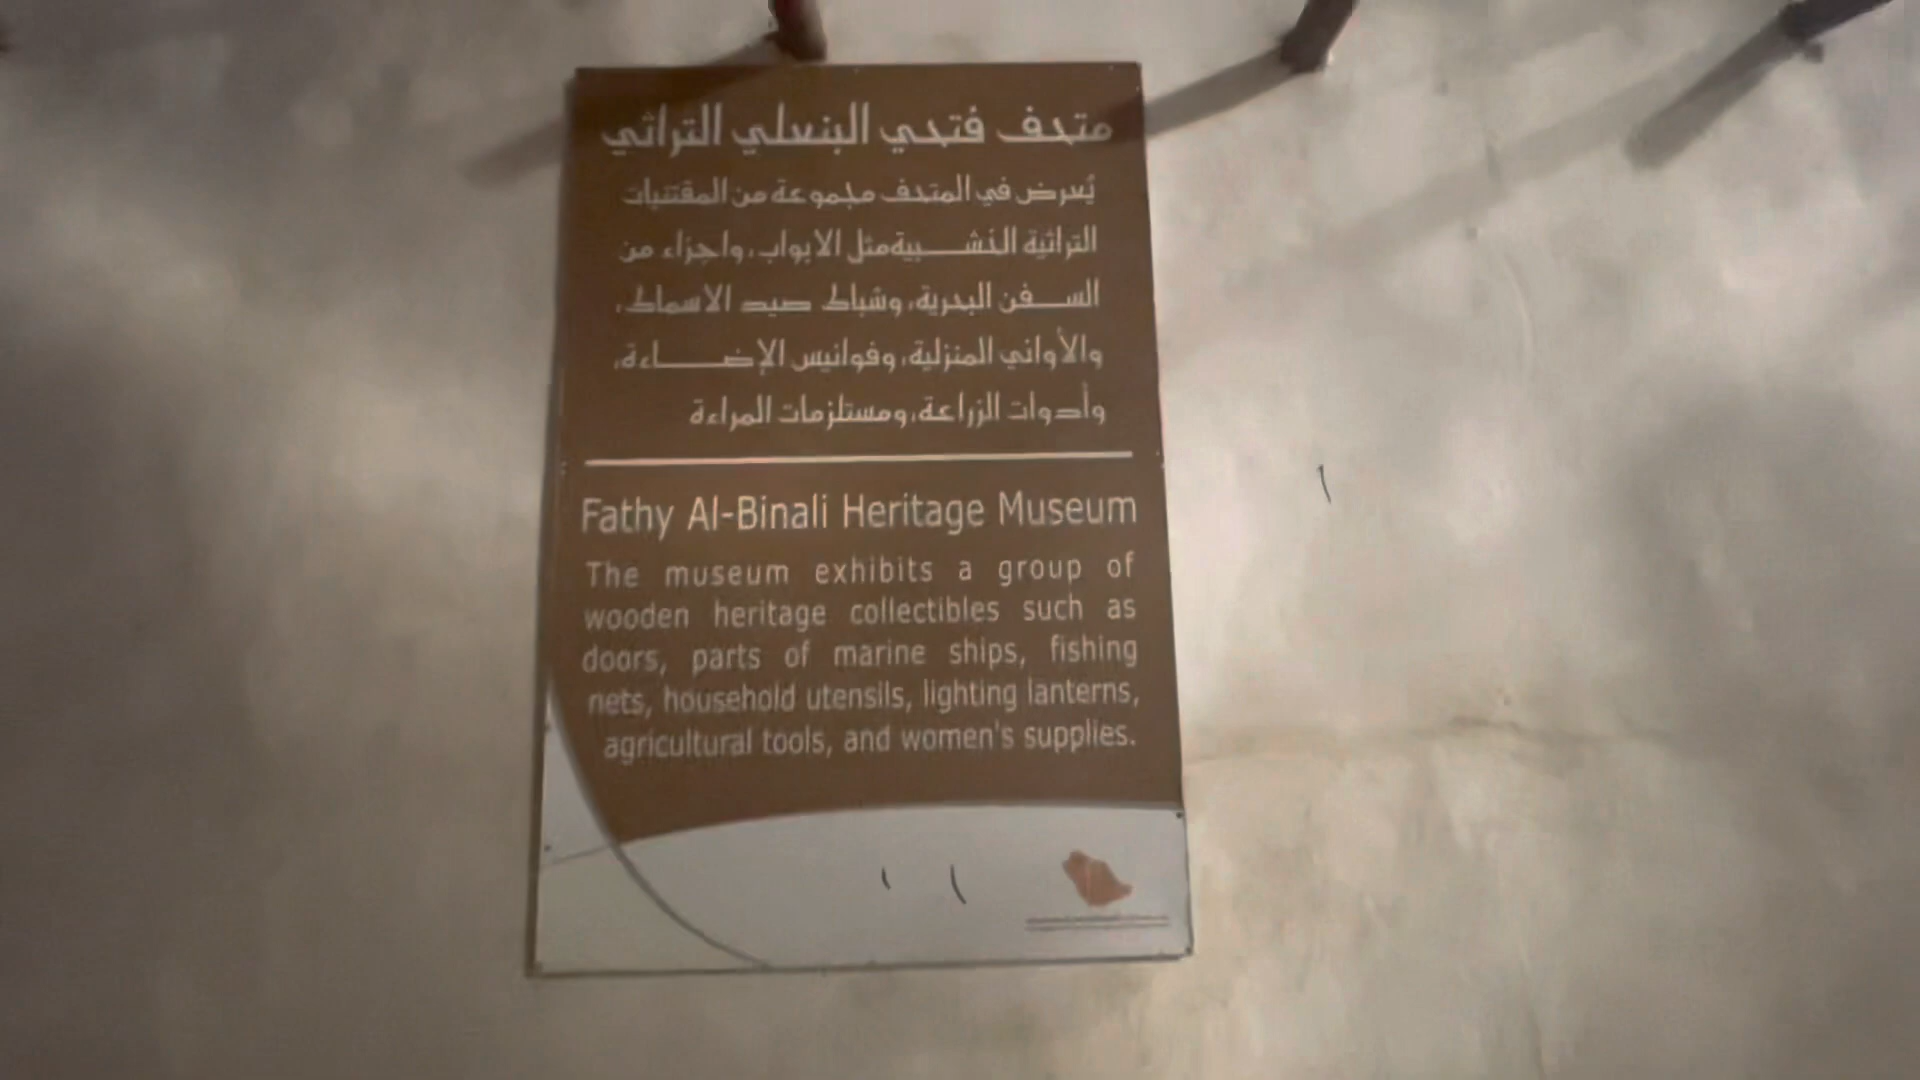 متحف فتحي البنعلي التراثي
يُعرض في المتحف مجموعة من المقتنيات
التراثية الخشبية مثل الابواب، واجزاء من
السفن البحرية، وشباك صيد الاسماك،
والأواني المنزلية، وفوانيس الإضاءة،
وأدوات الزراعة، ومستلزمات المراءة
Fathy Al-Binali Heritage Museum
The museum exhibits a group of
wooden heritage collectibles such as
doors, parts of marine ships, fishing
nets, household utensils, lighting lanterns,
agricultural tools, and women's supplies.